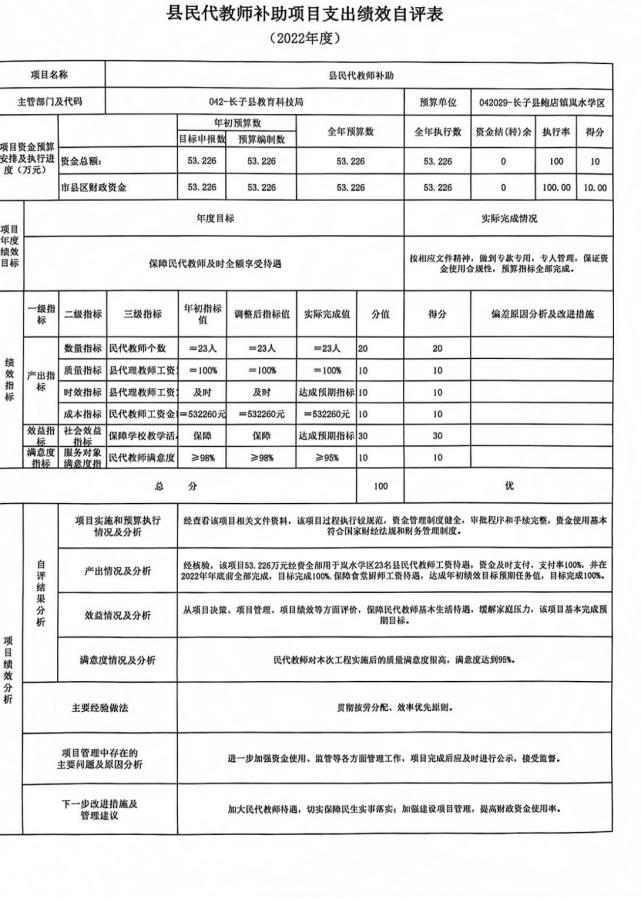 县民代教师补助项目支出绩效自评表
（2022年度）
项目名称 县民代教师补助
主管部门及代码 042-长子县教育科技局 预算单位 042029-长子县鲍店镇岚水学区
项目资金预算安排及执行进度（万元） 年初预算数 全年预算数 全年执行数 资金结(转)余 执行率 得分
目标申报数 预算编制数
资金总额: 53.226 53.226 53.226 53.226 0 100 10
市县区财政资金 53.226 53.226 53.226 53.226 0 100.00 10.00
项目年度绩效目标 年度目标 实际完成情况
保障民代教师及时全额享受待遇 按相应文件精神，做到专款专用，专人管理，保证资
金使用合规性，预算指标全部完成。
绩效指标 一级指标 二级指标 三级指标 年初指标值 调整后指标值 实际完成值 分值 得分 偏差原因分析及改进措施
产出指标 数量指标 民代教师个数 ＝23人 ＝23人 ＝23人 20 20
质量指标 县代理教师工资 ＝100% ＝100% ＝100% 10 10
时效指标 县代理教师工资 及时 及时 达成预期指标 10 10
成本指标 民代教师工资金 ＝532260元 ＝532260元 ＝532260元 10 10
效益指标 社会效益指标 保障学校教学活 保障 保障 达成预期指标 30 30
满意度指标 服务对象满意度指 民代教师满意度 ≥98% ≥98% ≥95% 10 10
总 分 100 优
项目绩效分析 自评结果分析 项目实施和预算执行情况及分析 经查看该项目相关文件资料，该项目过程执行较规范，资金管理制度健全，审批程序和手续完整，资金使用基本
符合国家财经法规和财务管理制度。
产出情况及分析 经核验，该项目53.226万元经费全部用于岚水学区23名县民代教师工资待遇，资金及时支付，支付率100%，并在
2022年年底前全部完成，目标完成100%.保障食堂厨师工资待遇，达成年初绩效目标预期任务值，目标完成100%。
效益情况及分析 从项目决策、项目管理、项目绩效等方面评价，保障民代教师基本生活待遇，缓解家庭压力，该项目基本完成预
期目标。
满意度情况及分析 民代教师对本次工程实施后的质量满意度很高，满意度达到95%。
主要经验做法 贯彻按劳分配、效率优先原则。
项目管理中存在的主要问题及原因分析 进一步加强资金使用、监管等各方面管理工作，项目完成后应及时进行公示，接受监督。
下一步改进措施及管理建议 加大民代教师待遇，切实保障民生实事落实；加强建设项目管理，提高财政资金使用率。